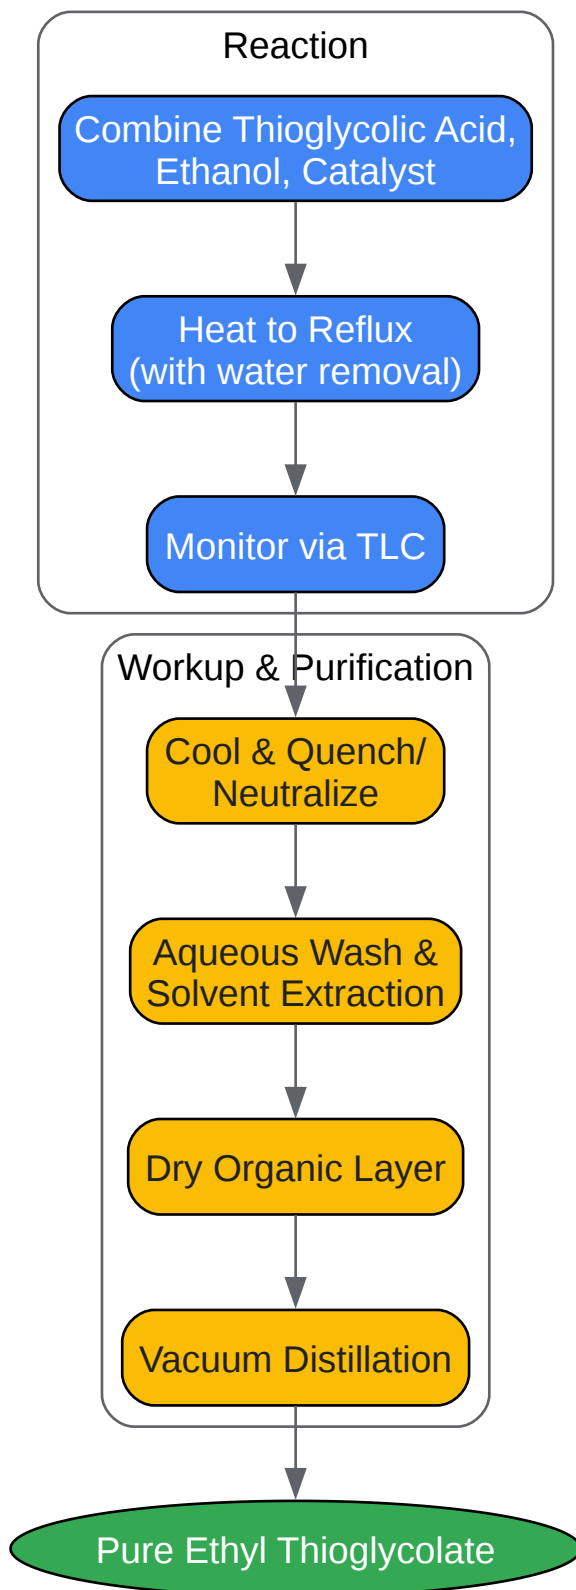 Reaction
Combine Thioglycolic Acid,
Ethanol, Catalyst
Heat to Reflux
(with water removal)
Monitor via TLC
Workup & Purification
Cool & Quench/
Neutralize
Aqueous Wash &
Solvent Extraction
Dry Organic Layer
Vacuum Distillation
Pure Ethyl Thioglycolate